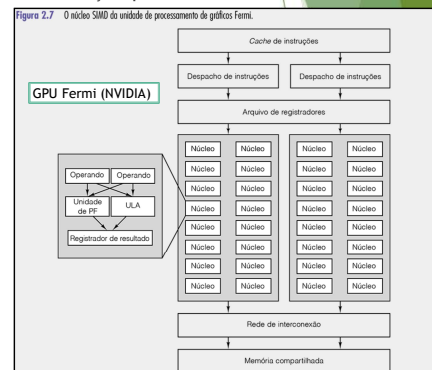 Figura 2.7 O núcleo SIMD da unidade de processamento de gráficos Fermi.
Cache de instruções
Despacho de instruções Despacho de instruções
GPU Fermi (NVIDIA)
Arquivo de registradores
Núcleo Núcleo Núcleo Núcleo
Núcleo Núcleo Núcleo Núcleo
Núcleo Núcleo Núcleo Núcleo
Núcleo Núcleo Núcleo Núcleo
Núcleo Núcleo Núcleo Núcleo
Núcleo Núcleo Núcleo Núcleo
Núcleo Núcleo Núcleo Núcleo
Núcleo Núcleo Núcleo Núcleo
Operando Operando
Unidade
de PF
ULA
Registrador de resultado
Rede de interconexão
Memória compartilhada